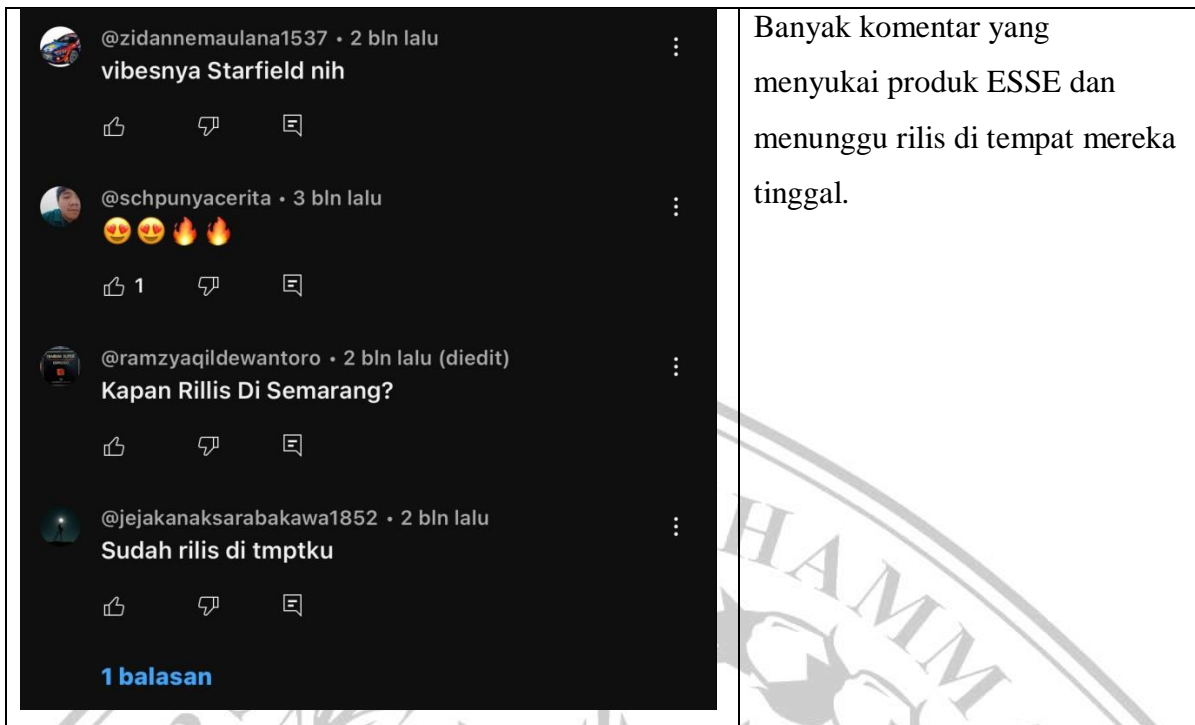 @zidannemaulana1537 • 2 bln lalu
vibesnya Starfield nih
@schpunyacerita • 3 bln lalu
😍😍🔥🔥
1
@ramzyaqildewantoro • 2 bln lalu (diedit)
Kapan Rillis Di Semarang?
@jejakanaksarabakawa1852 • 2 bln lalu
Sudah rilis di tmptku
1 balasan
Banyak komentar yang
menyukai produk ESSE dan
menunggu rilis di tempat mereka
tinggal.
HAMM